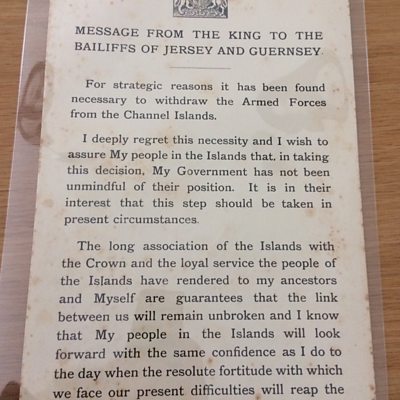 MESSAGE FROM THE KING TO THE
BAILIFFS OF JERSEY AND GUERNSEY.
For strategic reasons it has been found
necessary to withdraw the Armed Forces
from the Channel Islands.
I deeply regret this necessity and I wish to
assure My people in the Islands that, in taking
this decision, My Government has not been
unmindful of their position. It is in their
interest that this step should be taken in
present circumstances.
The long association of the Islands with
the Crown and the loyal service the people of
the Islands have rendered to my ancestors
and Myself are guarantees that the link
between us will remain unbroken and I know
that My people in the Islands will look
forward with the same confidence as I do to
the day when the resolute fortitude with which
we face our present difficulties will reap the